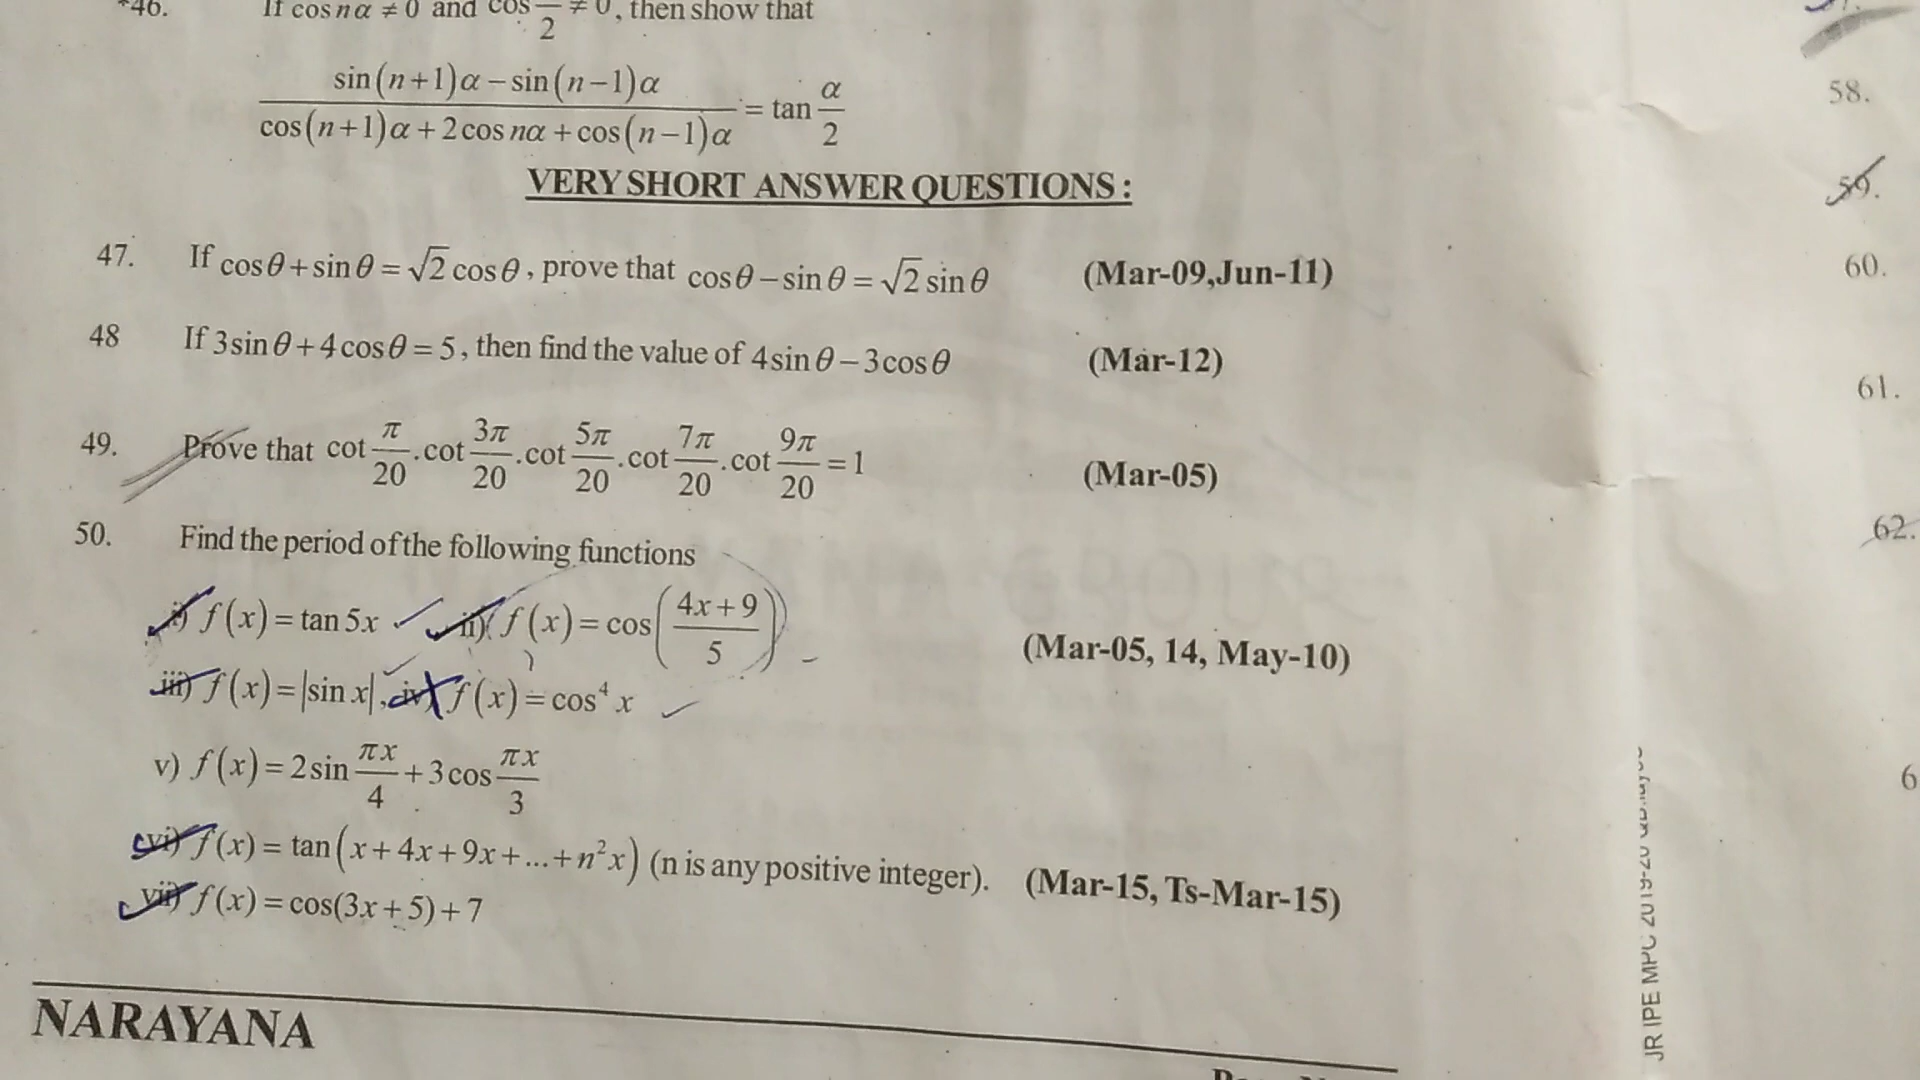 *46. If cos nα ≠ 0 and cos α/2 ≠ 0, then show that
(sin(n+1)α − sin(n−1)α) / (cos(n+1)α + 2cos nα + cos(n−1)α) = tan α/2
VERY SHORT ANSWER QUESTIONS :
47. If cosθ + sinθ = √2 cosθ, prove that cosθ − sinθ = √2 sinθ (Mar-09,Jun-11)
48 If 3sinθ + 4cosθ = 5, then find the value of 4sinθ − 3cosθ (Mar-12)
49. Prove that cot π/20 . cot 3π/20 . cot 5π/20 . cot 7π/20 . cot 9π/20 = 1 (Mar-05)
50. Find the period of the following functions
i) f(x) = tan 5x ii) f(x) = cos((4x+9)/5) (Mar-05, 14, May-10)
iii) f(x) = |sin x|, iv) f(x) = cos⁴ x
v) f(x) = 2sin πx/4 + 3cos πx/3
vi) f(x) = tan(x + 4x + 9x + ... + n²x) (n is any positive integer). (Mar-15, Ts-Mar-15)
vii) f(x) = cos(3x + 5) + 7
NARAYANA
58.
59.
60.
61.
62.
6
JR IPE MPC 2019-20